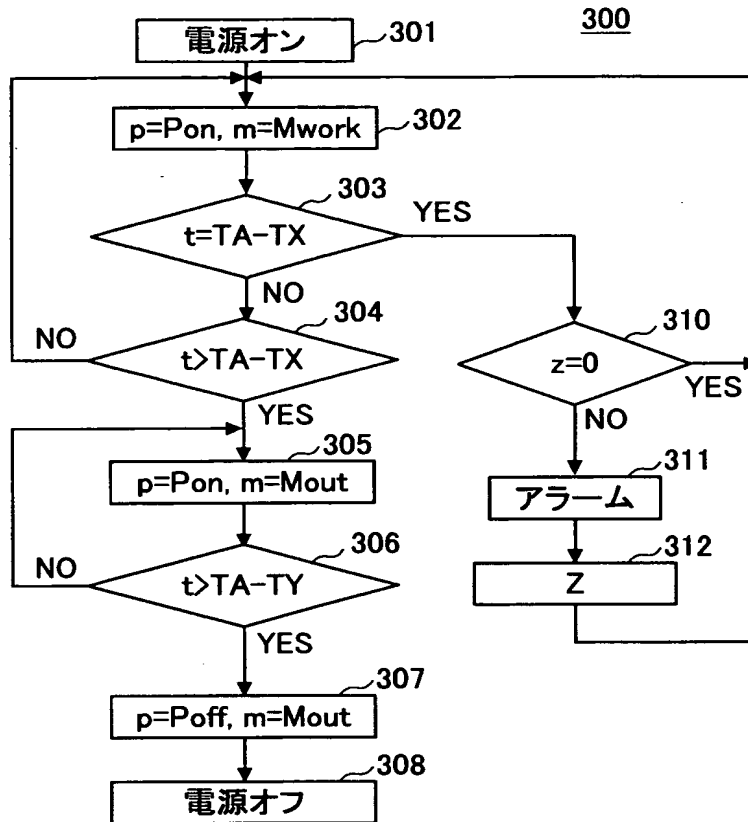 300
電源オン
301
p=Pon, m=Mwork
302
303
t=TA-TX
YES
NO
304
t>TA-TX
NO
YES
305
p=Pon, m=Mout
306
t>TA-TY
NO
YES
307
p=Poff, m=Mout
308
電源オフ
310
z=0
YES
NO
311
アラーム
312
Z